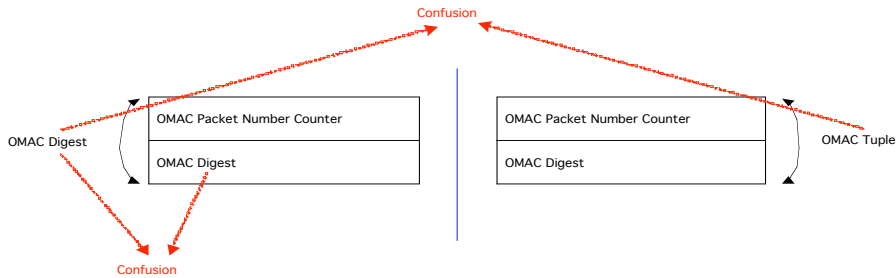 Confusion
OMAC Packet Number Counter
OMAC Packet Number Counter
OMAC Digest
OMAC Tuple
OMAC Digest
OMAC Digest
Confusion